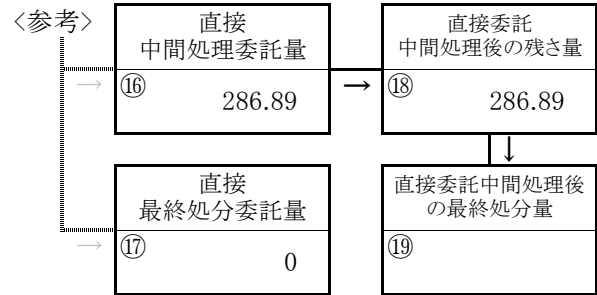 〈参考〉
直接
中間処理委託量
→
⑯
286.89
→
直接委託
中間処理後の残さ量
⑱
286.89
↓
直接
最終処分委託量
→
⑰
0
直接委託中間処理後
の最終処分量
⑲